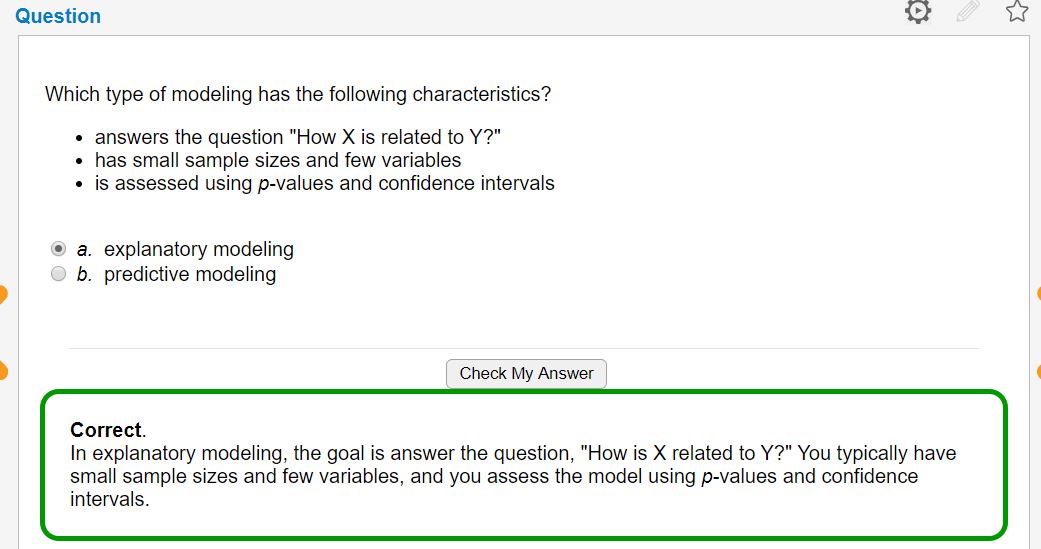 Question
Which type of modeling has the following characteristics?
• answers the question "How X is related to Y?"
• has small sample sizes and few variables
• is assessed using p-values and confidence intervals
a. explanatory modeling
b. predictive modeling
Check My Answer
Correct.
In explanatory modeling, the goal is answer the question, "How is X related to Y?" You typically have
small sample sizes and few variables, and you assess the model using p-values and confidence
intervals.